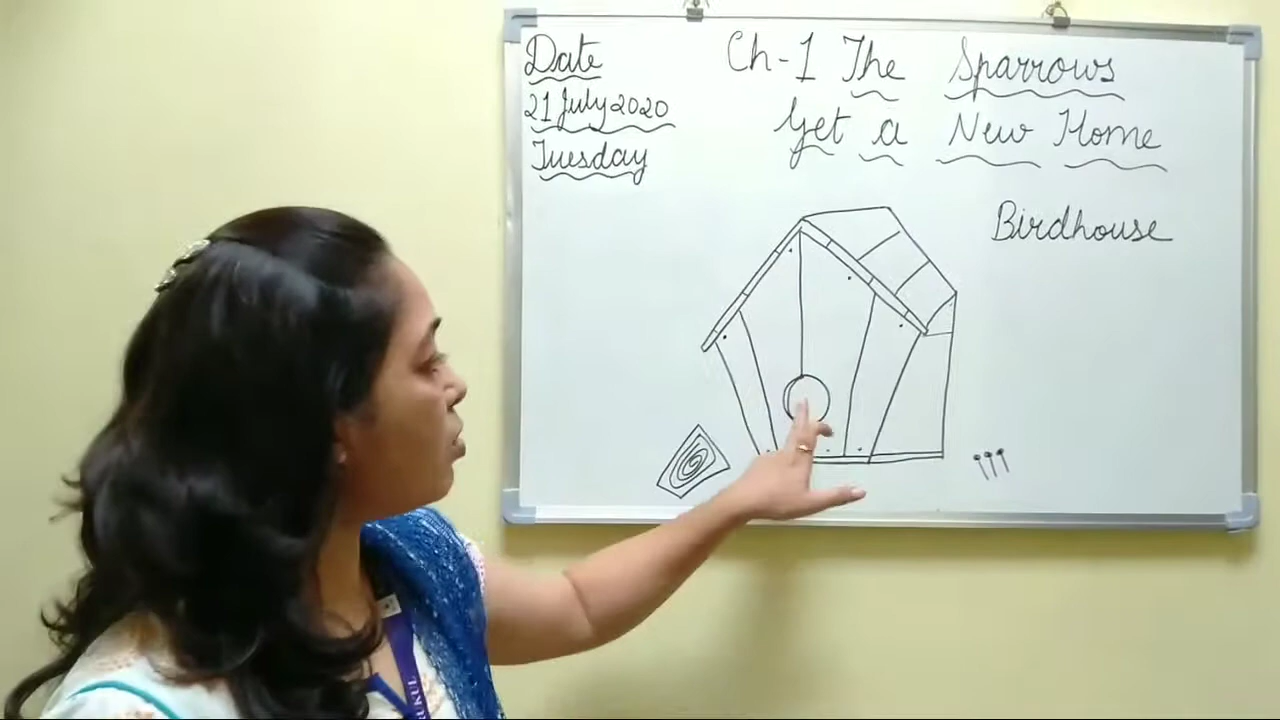 Date
21 July 2020
Tuesday
Ch-1 The Sparrows
Get a New Home
Birdhouse